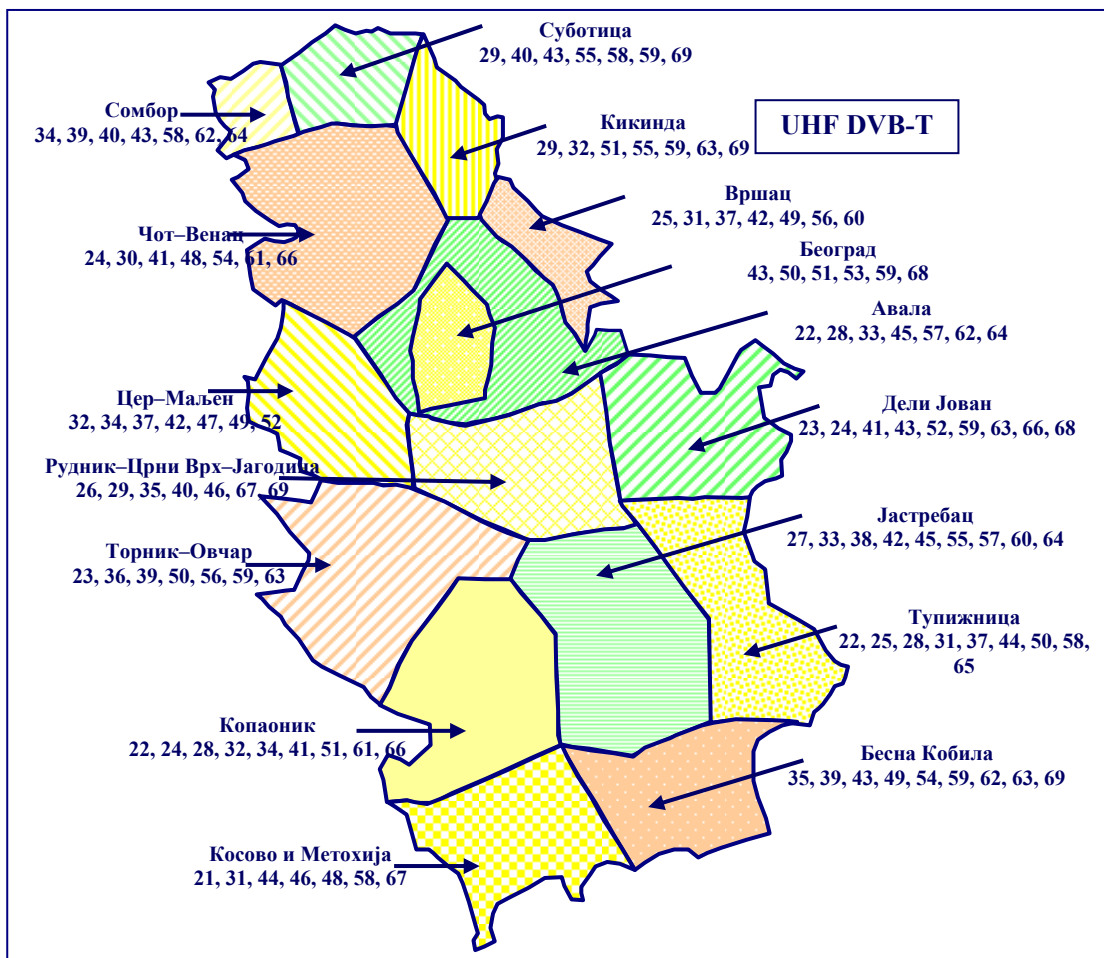 Суботица
29, 40, 43, 55, 58, 59, 69
Сомбор
34, 39, 40, 43, 58, 62, 64
UHF DVB-T
Кикинда
29, 32, 51, 55, 59, 63, 69
Вршац
25, 31, 37, 42, 49, 56, 60
Чот–Венац
24, 30, 41, 48, 54, 61, 66
Београд
43, 50, 51, 53, 59, 68
Авала
22, 28, 33, 45, 57, 62, 64
Цер–Маљен
32, 34, 37, 42, 47, 49, 52
Дели Јован
23, 24, 41, 43, 52, 59, 63, 66, 68
Рудник–Црни Врх–Јагодина
26, 29, 35, 40, 46, 67, 69
Јастребац
27, 33, 38, 42, 45, 55, 57, 60, 64
Торник–Овчар
23, 36, 39, 50, 56, 59, 63
Тупижница
22, 25, 28, 31, 37, 44, 50, 58,
65
Копаоник
22, 24, 28, 32, 34, 41, 51, 61, 66
Бесна Кобила
35, 39, 43, 49, 54, 59, 62, 63, 69
Косово и Метохија
21, 31, 44, 46, 48, 58, 67